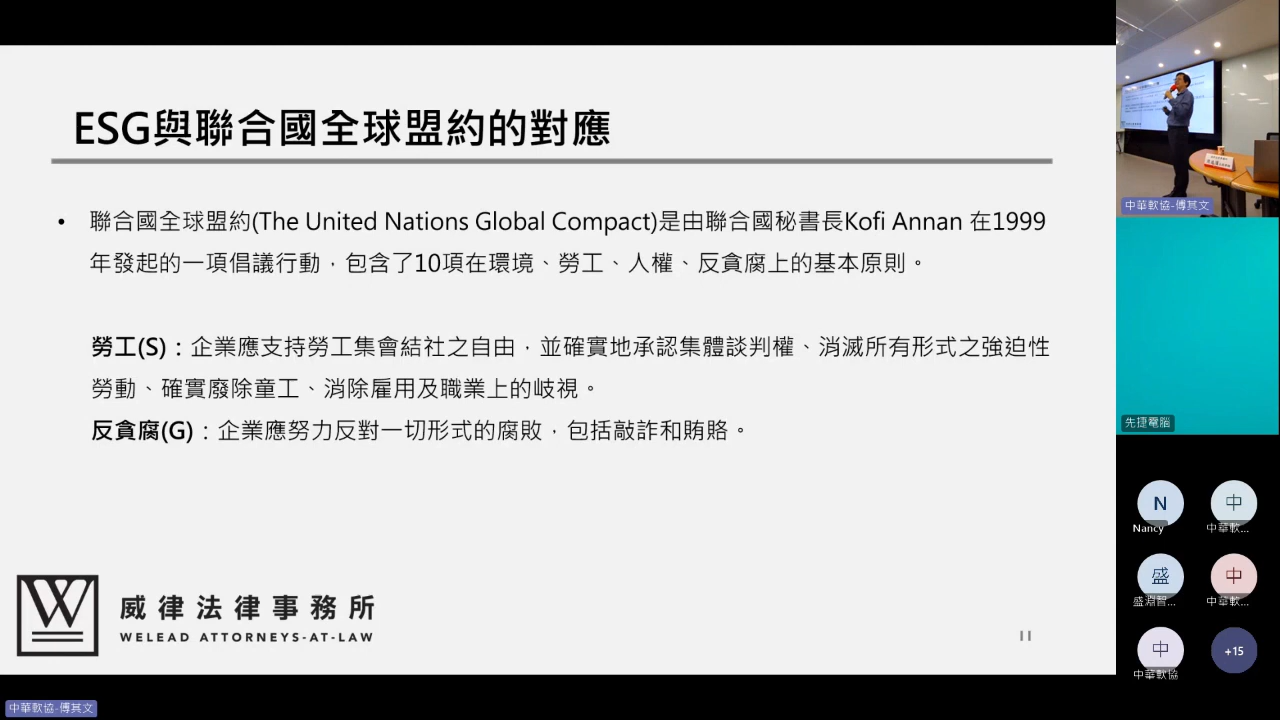 ESG與聯合國全球盟約的對應
• 聯合國全球盟約(The United Nations Global Compact)是由聯合國秘書長Kofi Annan 在1999
年發起的一項倡議行動，包含了10項在環境、勞工、人權、反貪腐上的基本原則。
勞工(S)：企業應支持勞工集會結社之自由，並確實地承認集體談判權、消滅所有形式之強迫性
勞動、確實廢除童工、消除雇用及職業上的歧視。
反貪腐(G)：企業應努力反對一切形式的腐敗，包括敲詐和賄賂。
W
威律法律事務所
WELEAD ATTORNEYS-AT-LAW
11
中華軟協-傅其文
中華軟協-傅其文
先捷電腦
N
Nancy
中
中華軟...
盛
盛淵智...
中
中華軟...
中
中華軟協
+15